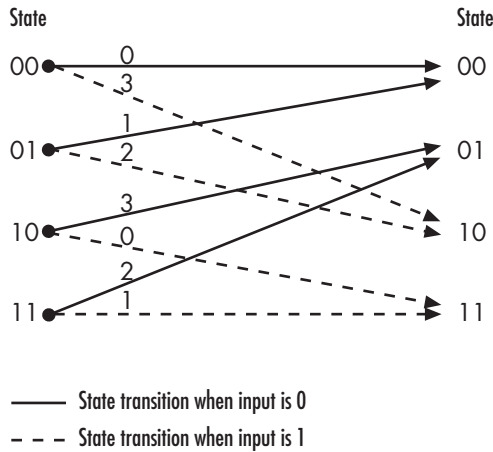 State State
00 0 00
3
01 1 01
2
10 3 10
0
11 2 11
1
State transition when input is 0
State transition when input is 1